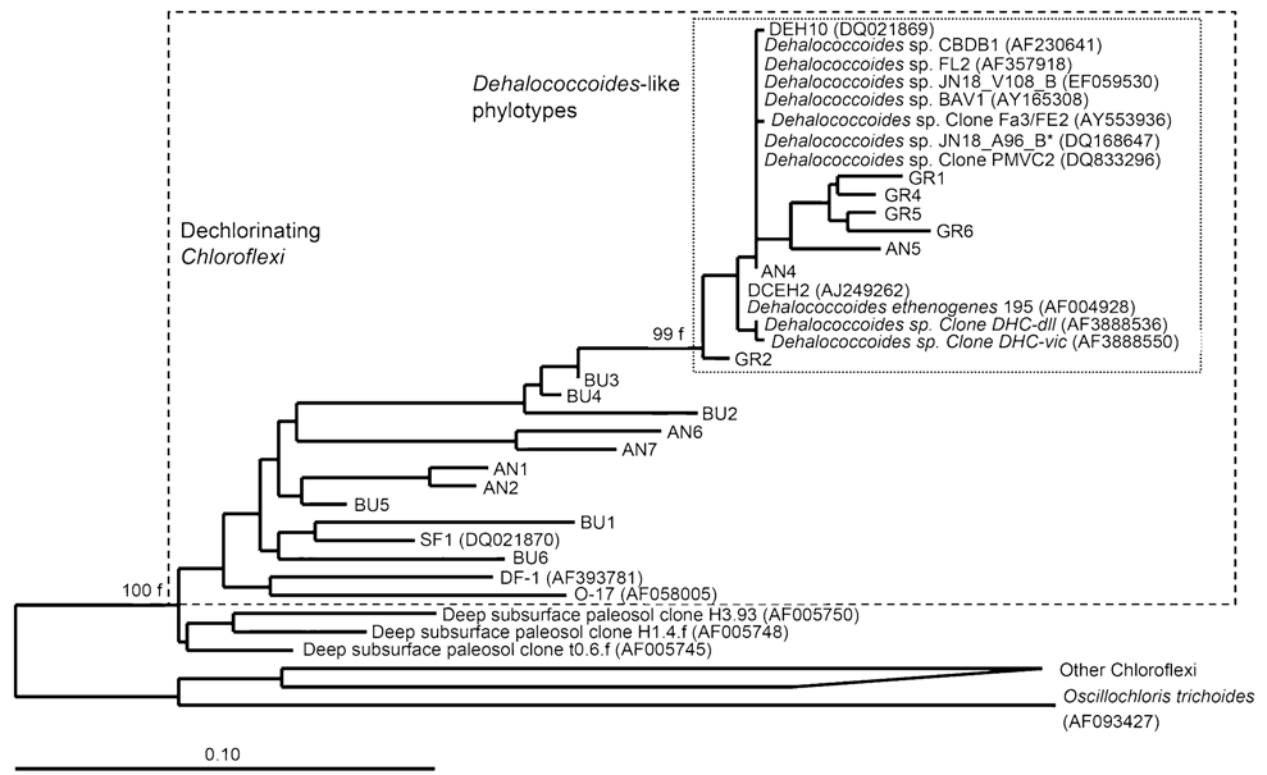 DEH10 (DQ021869)
Dehalococcoides sp. CBDB1 (AF230641)
Dehalococcoides sp. FL2 (AF357918)
Dehalococcoides-like
phylotypes
Dehalococcoides sp. JN18_V108_B (EF059530)
Dehalococcoides sp. BAV1 (AY165308)
Dehalococcoides sp. Clone Fa3/FE2 (AY553936)
Dehalococcoides sp. JN18_A96_B* (DQ168647)
Dehalococcoides sp. Clone PMVC2 (DQ833296)
GR1
GR4
GR5
GR6
Dechlorinating
Chloroflexi
AN5
AN4
DCEH2 (AJ249262)
Dehalococcoides ethenogenes 195 (AF004928)
Dehalococcoides sp. Clone DHC-dll (AF3888536)
99 f
Dehalococcoides sp. Clone DHC-vic (AF3888550)
GR2
BU3
BU4
BU2
AN6
AN7
AN1
AN2
BU5
BU1
SF1 (DQ021870)
BU6
DF-1 (AF393781)
100 f
O-17 (AF058005)
Deep subsurface paleosol clone H3.93 (AF005750)
Deep subsurface paleosol clone H1.4.f (AF005748)
Deep subsurface paleosol clone t0.6.f (AF005745)
Other Chloroflexi
Oscillochloris trichoides
(AF093427)
0.10